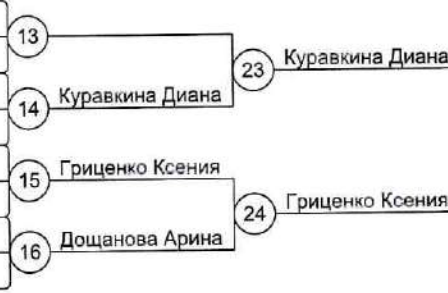 13
23 Куравкина Диана
14 Куравкина Диана
15 Гриценко Ксения
24 Гриценко Ксения
16 Дощанова Арина